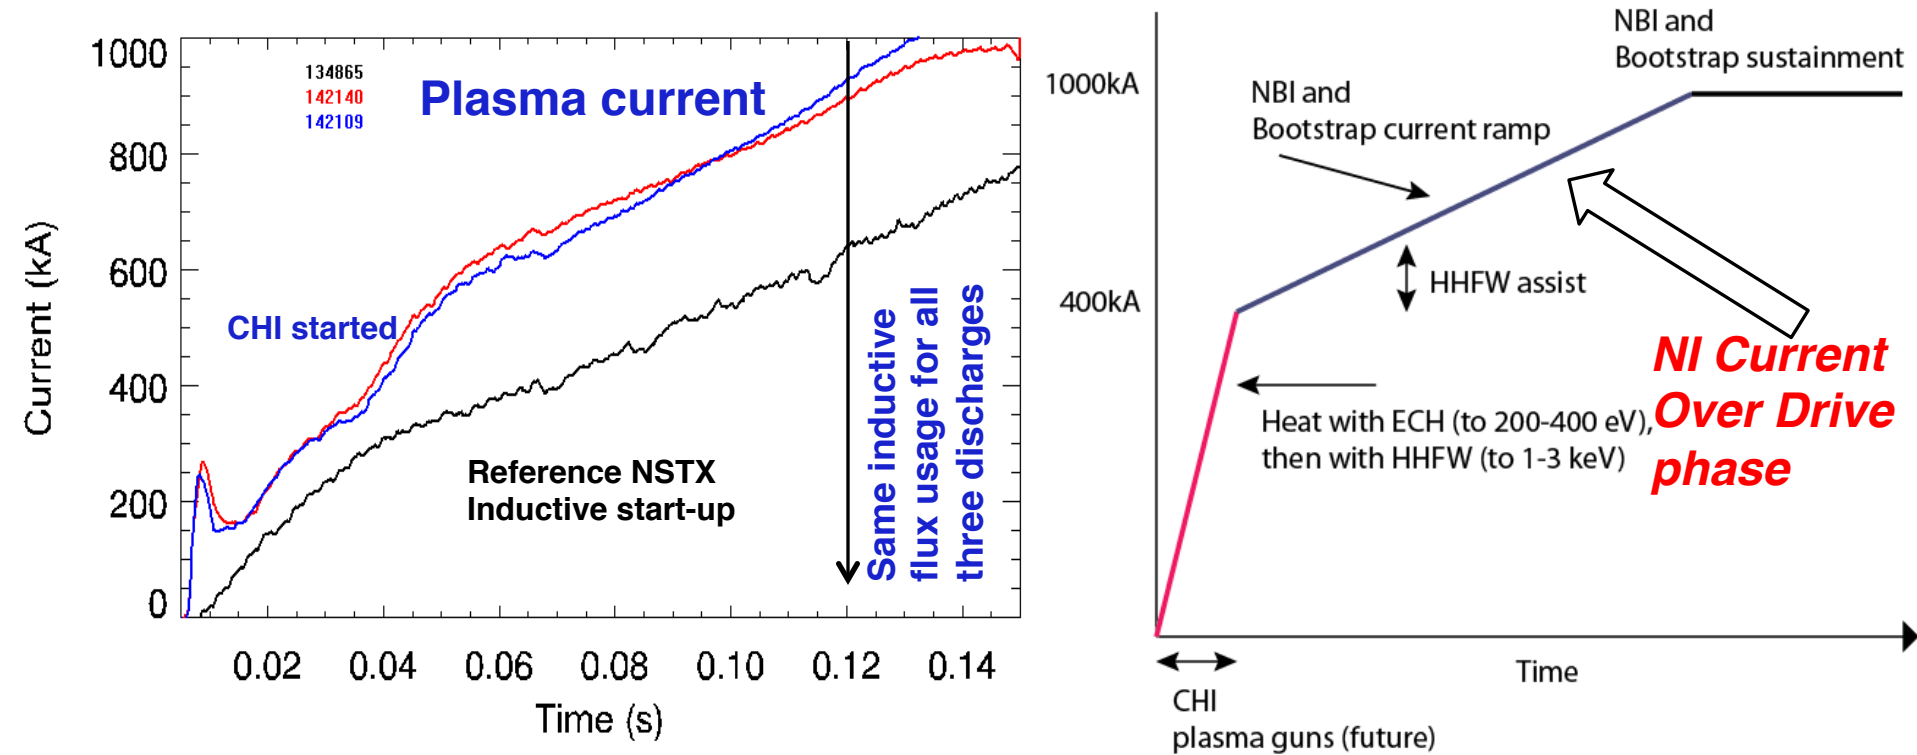 1000
800
600
400
200
0
Current (kA)
134865
142140
142109
Plasma current
CHI started
Reference NSTX
Inductive start-up
Same inductive
flux usage for all
three discharges
0.02 0.04 0.06 0.08 0.10 0.12 0.14
Time (s)
1000kA
400kA
NBI and
Bootstrap sustainment
NBI and
Bootstrap current ramp
HHFW assist
NI Current
Over Drive
phase
Heat with ECH (to 200-400 eV),
then with HHFW (to 1-3 keV)
Time
CHI
plasma guns (future)